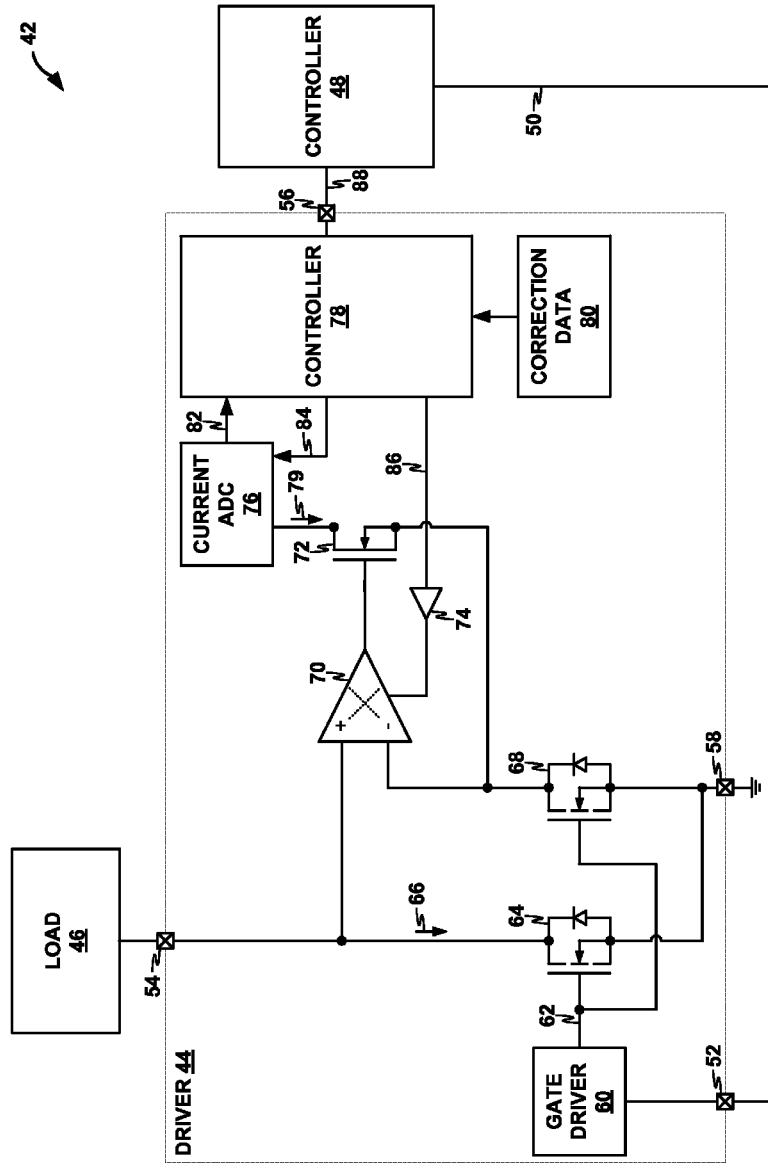 42
LOAD
46
54
DRIVER 44
CONTROLLER
48
50
88
56
CONTROLLER
78
CORRECTION
DATA
80
82
84
CURRENT
ADC
76
79
72
86
74
70
+
-
66
64
68
62
GATE
DRIVER
60
52
58